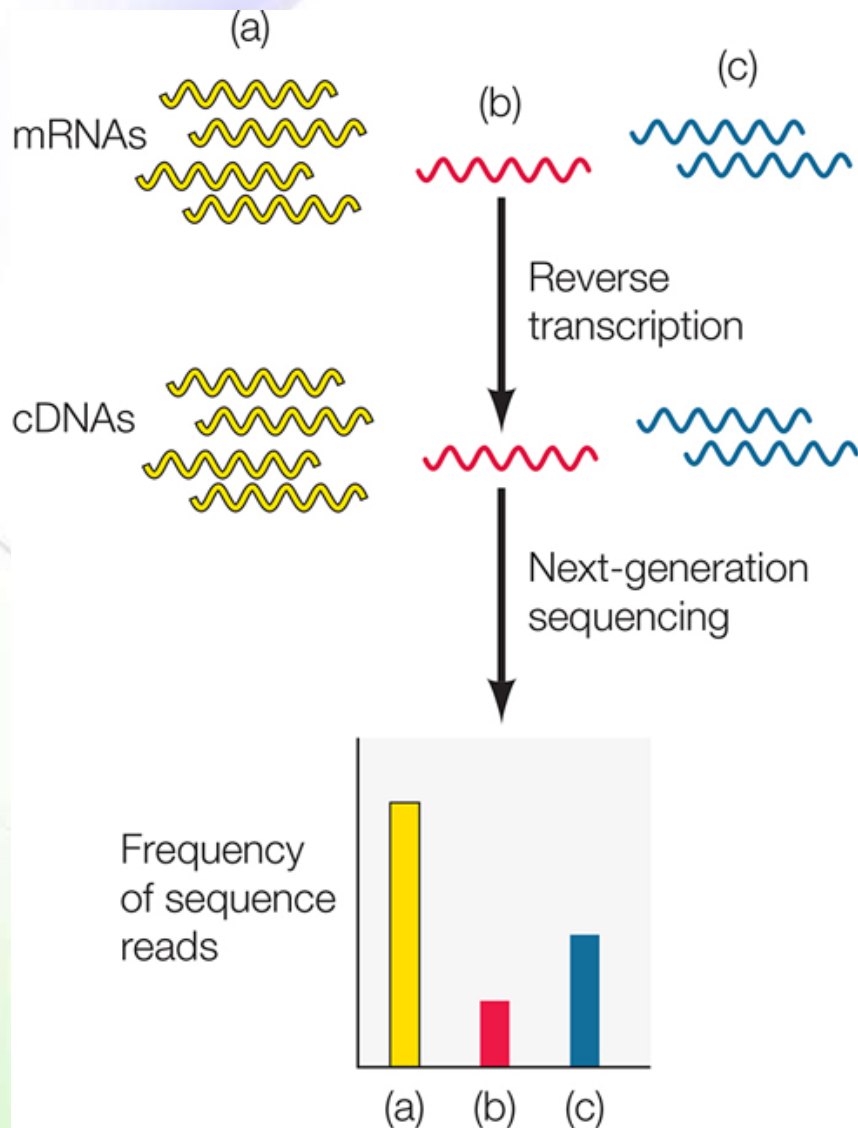 (a)
(b)
(c)
mRNAs
Reverse
transcription
cDNAs
Next-generation
sequencing
Frequency
of sequence
reads
(a) (b) (c)